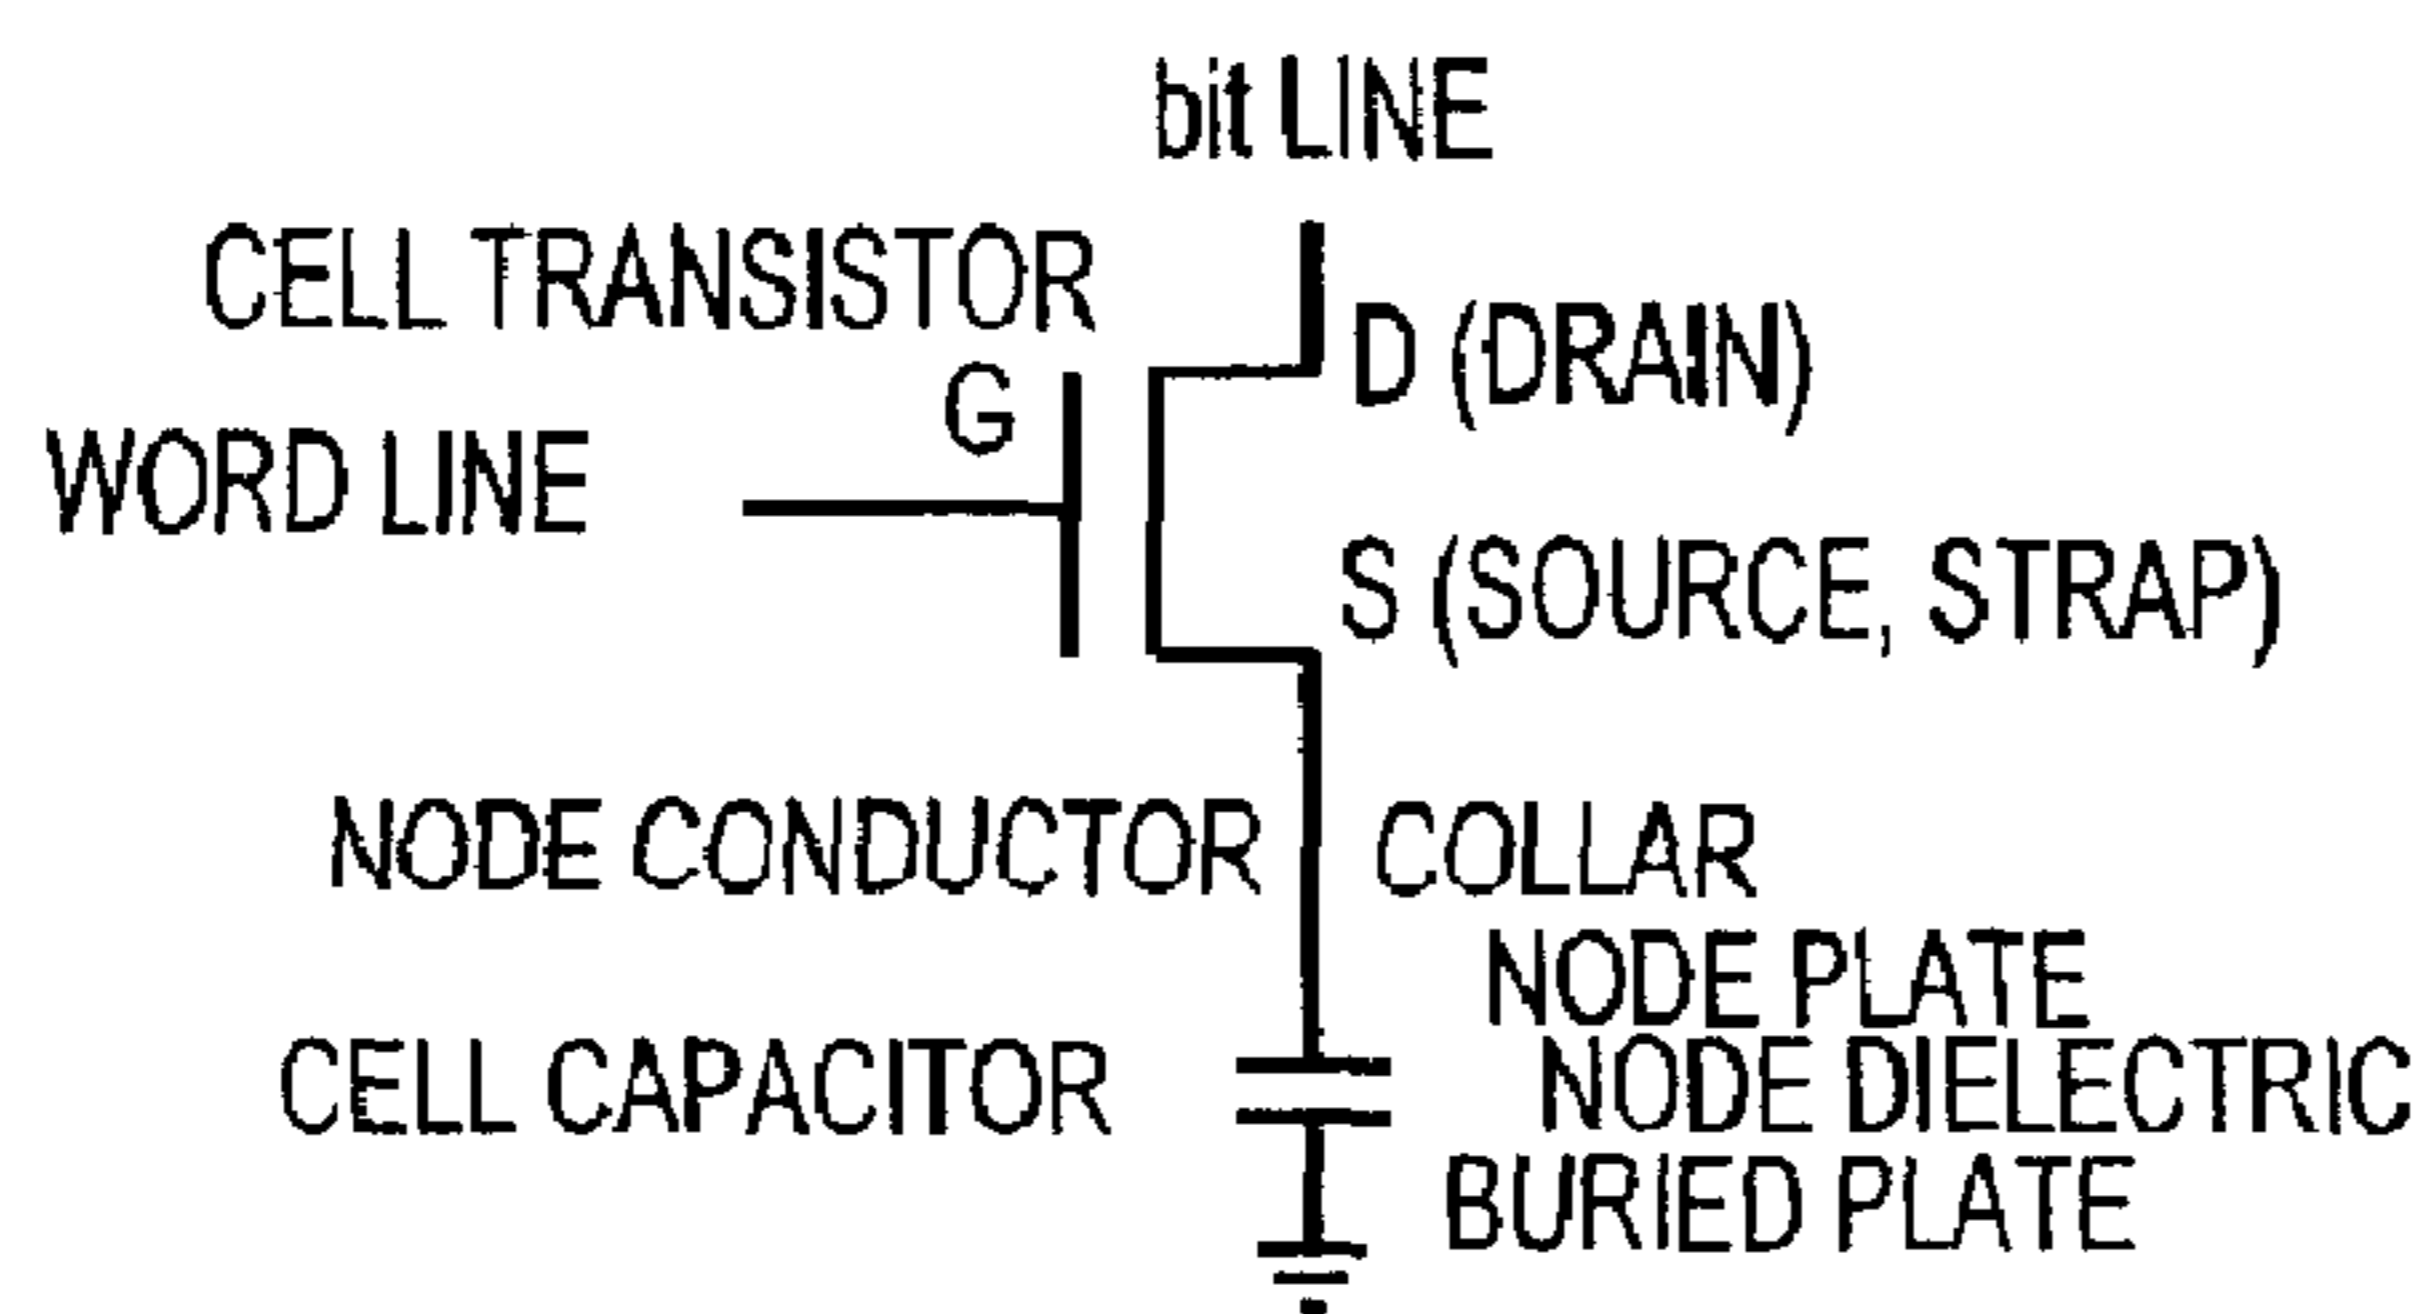 bit LINE
CELL TRANSISTOR
D (DRAIN)
G
WORD LINE
S (SOURCE, STRAP)
NODE CONDUCTOR
COLLAR
NODE PLATE
CELL CAPACITOR
NODE DIELECTRIC
BURIED PLATE